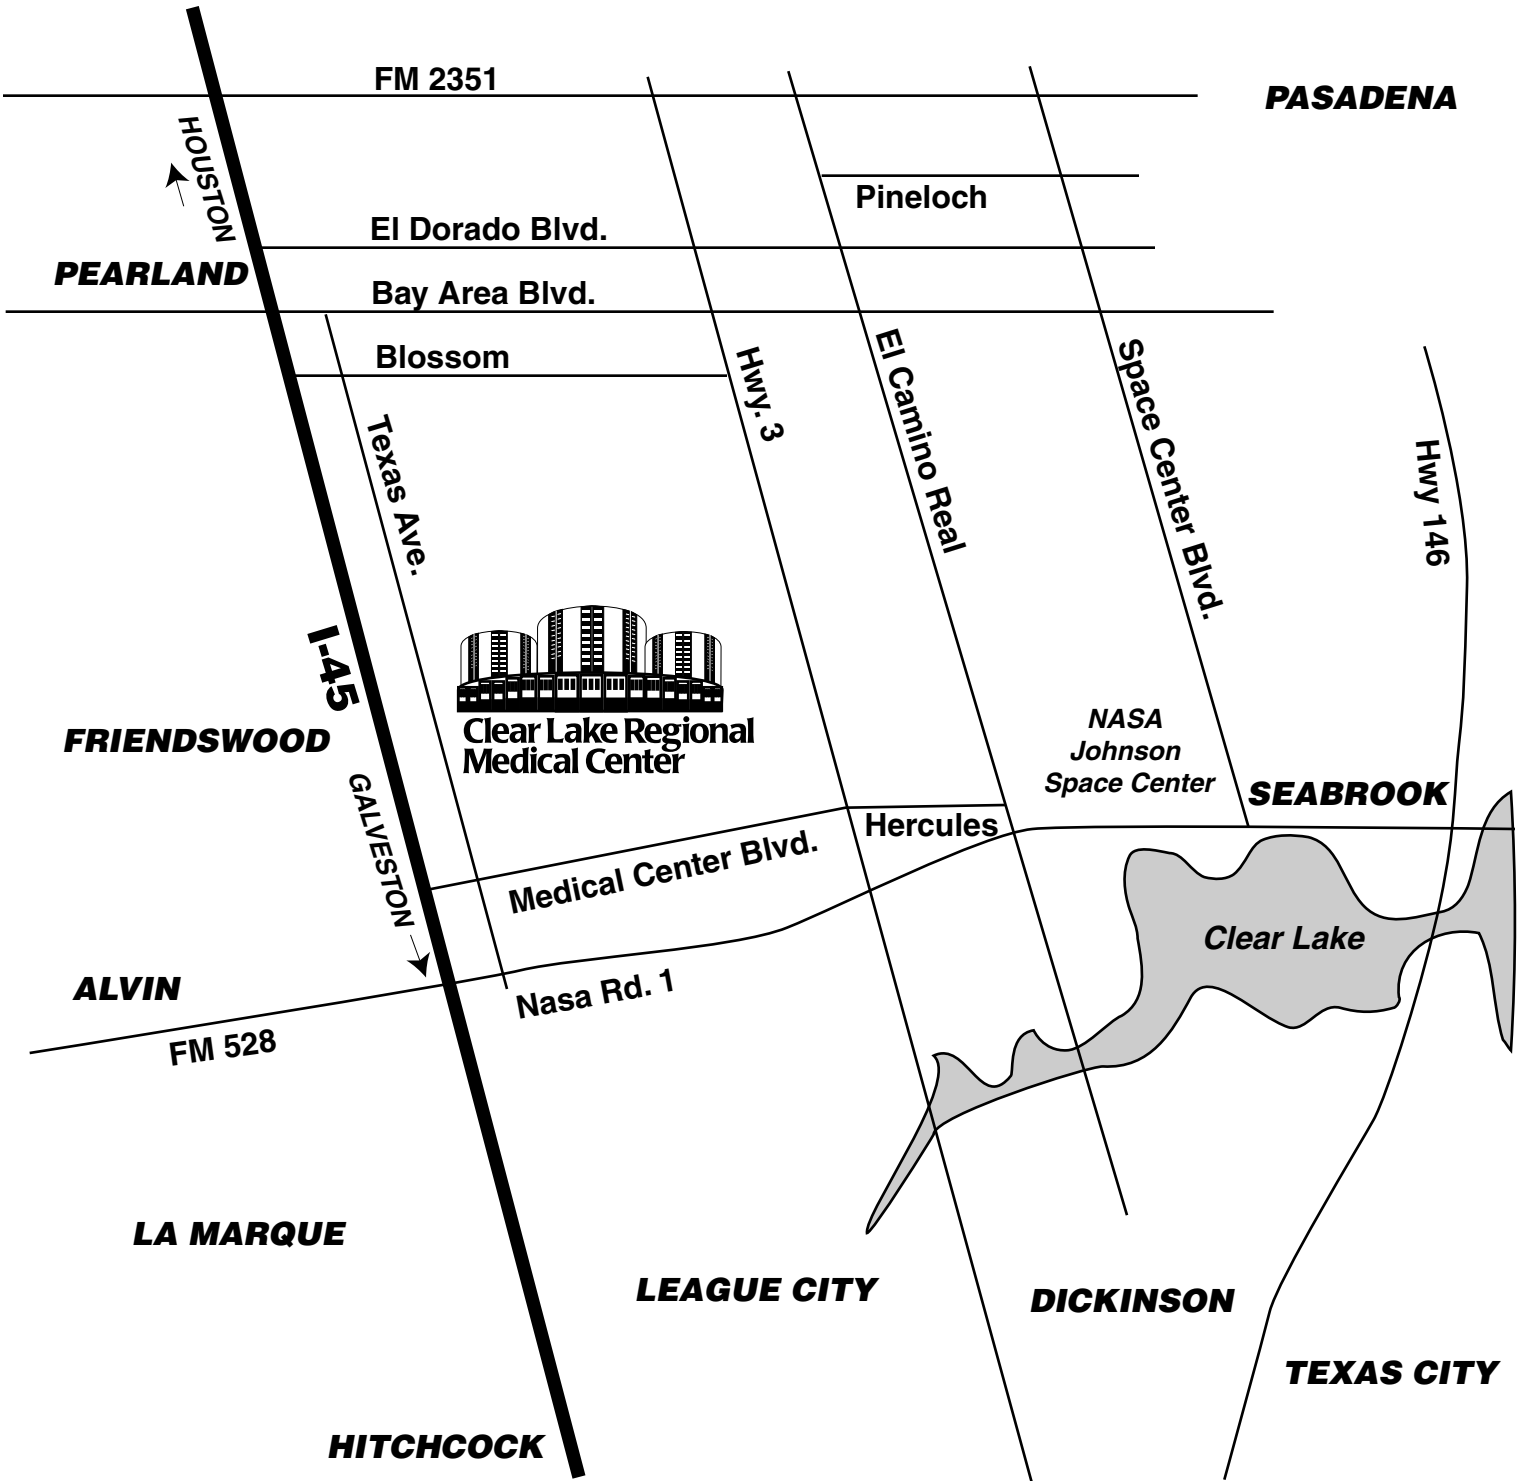 FM 2351
PASADENA
HOUSTON
Pineloch
El Dorado Blvd.
PEARLAND
Bay Area Blvd.
Blossom
Hwy. 3
El Camino Real
Space Center Blvd.
Hwy 146
Texas Ave.
I-45
Clear Lake Regional
Medical Center
FRIENDSWOOD
NASA
Johnson
Space Center
SEABROOK
GALVESTON
Hercules
Medical Center Blvd.
Clear Lake
ALVIN
Nasa Rd. 1
FM 528
LA MARQUE
LEAGUE CITY
DICKINSON
TEXAS CITY
HITCHCOCK